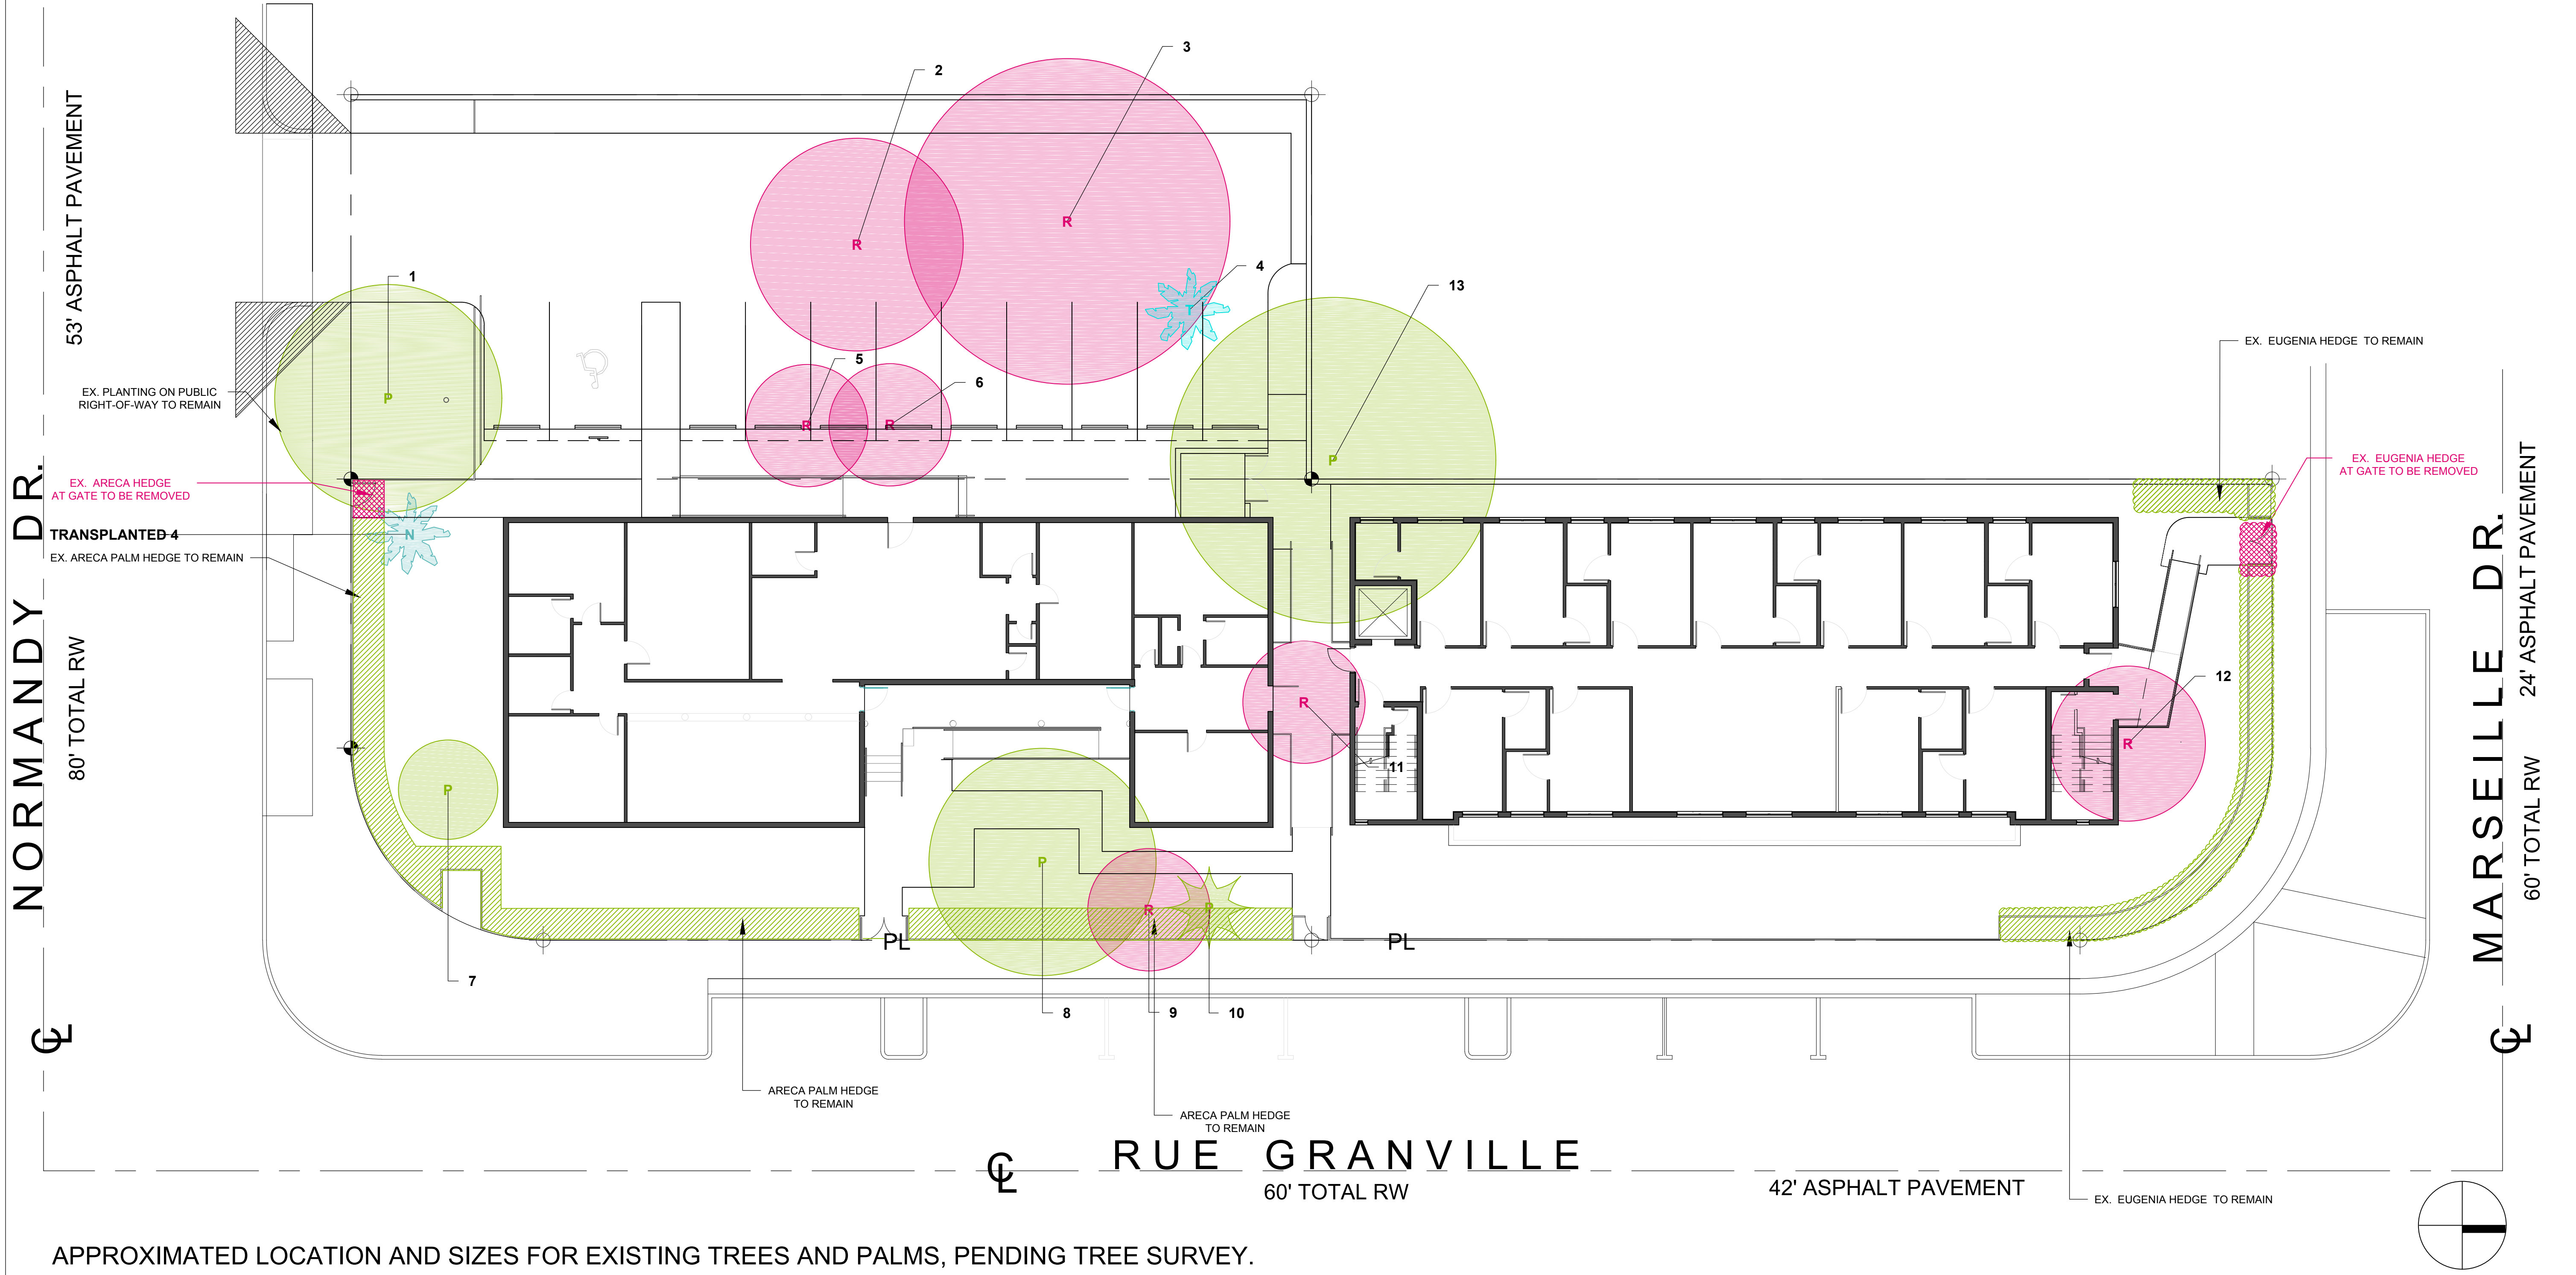 2
3
4
1
13
5
6
R
R
T
P
R
R
P
N
R
R
P
P
R
P
11
12
7
8
9
10
53' ASPHALT PAVEMENT
EX. PLANTING ON PUBLIC
RIGHT-OF-WAY TO REMAIN
EX. ARECA HEDGE
AT GATE TO BE REMOVED
TRANSPLANTED 4
EX. ARECA PALM HEDGE TO REMAIN
NORMANDY DR.
80' TOTAL RW
EX. EUGENIA HEDGE TO REMAIN
EX. EUGENIA HEDGE
AT GATE TO BE REMOVED
24' ASPHALT PAVEMENT
MARSEILLE DR.
60' TOTAL RW
PL
PL
CL
CL
ARECA PALM HEDGE
TO REMAIN
ARECA PALM HEDGE
TO REMAIN
CL
RUE GRANVILLE
60' TOTAL RW
42' ASPHALT PAVEMENT
EX. EUGENIA HEDGE TO REMAIN
APPROXIMATED LOCATION AND SIZES FOR EXISTING TREES AND PALMS, PENDING TREE SURVEY.